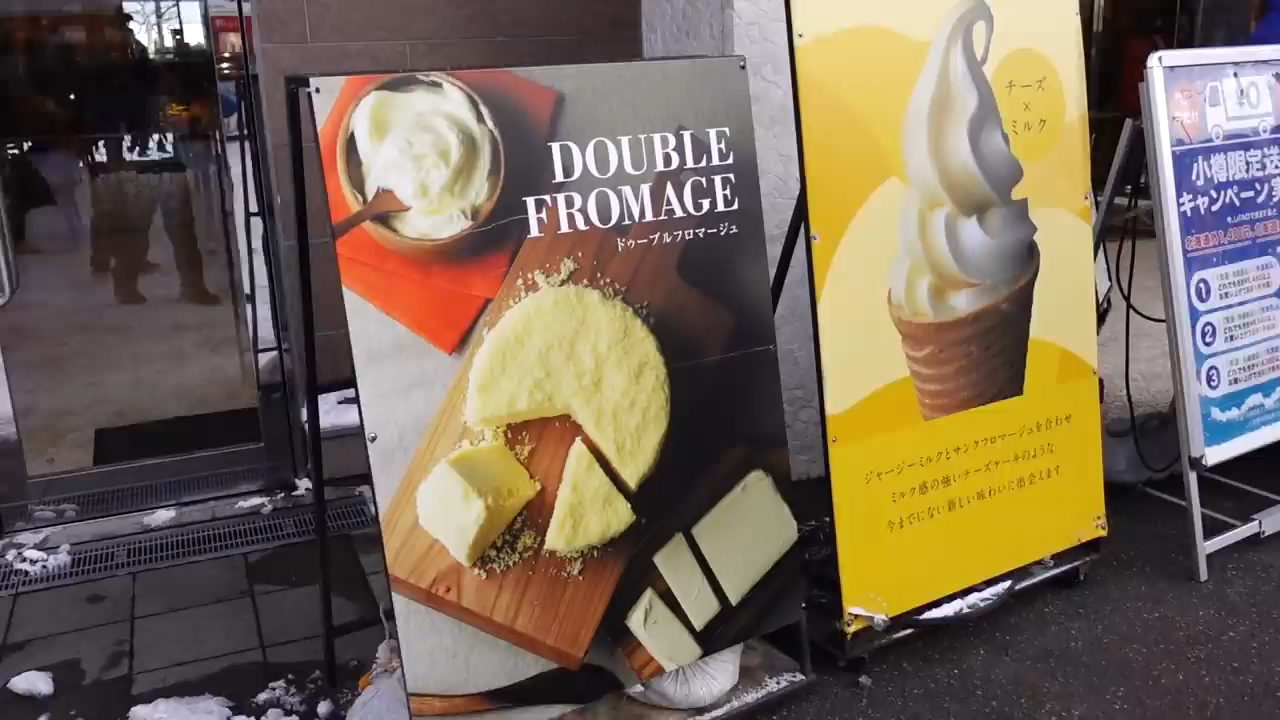 DOUBLE
FROMAGE
ドゥーブルフロマージュ
チーズ
×
ミルク
ジャージーミルクとサンクフロマージュを合わせ
ミルク感の強いチーズケーキのような
今までにない新しい味わいに出会えます
¥0
小樽限定送
キャンペーン実
1
2
3